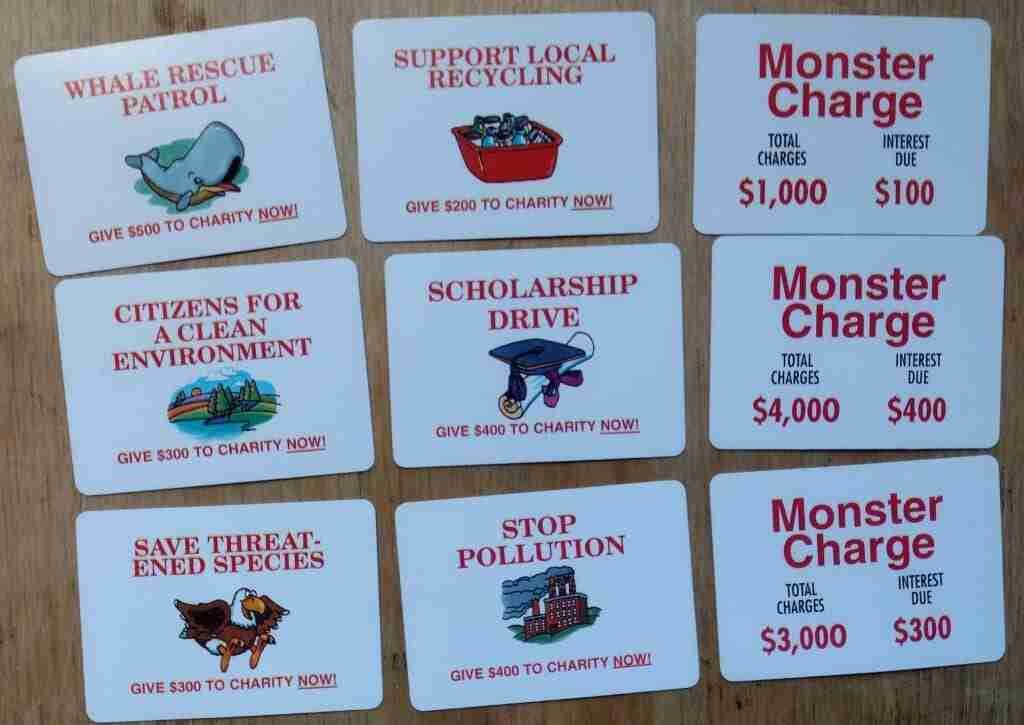 WHALE RESCUE
PATROL
GIVE $500 TO CHARITY NOW!
SUPPORT LOCAL
RECYCLING
GIVE $200 TO CHARITY NOW!
Monster
Charge
TOTAL
CHARGES
$1,000
INTEREST
DUE
$100
CITIZENS FOR
A CLEAN
ENVIRONMENT
GIVE $300 TO CHARITY NOW!
SCHOLARSHIP
DRIVE
GIVE $400 TO CHARITY NOW!
Monster
Charge
TOTAL
CHARGES
$4,000
INTEREST
DUE
$400
SAVE THREAT-
ENED SPECIES
GIVE $300 TO CHARITY NOW!
STOP
POLLUTION
GIVE $400 TO CHARITY NOW!
Monster
Charge
TOTAL
CHARGES
$3,000
INTEREST
DUE
$300